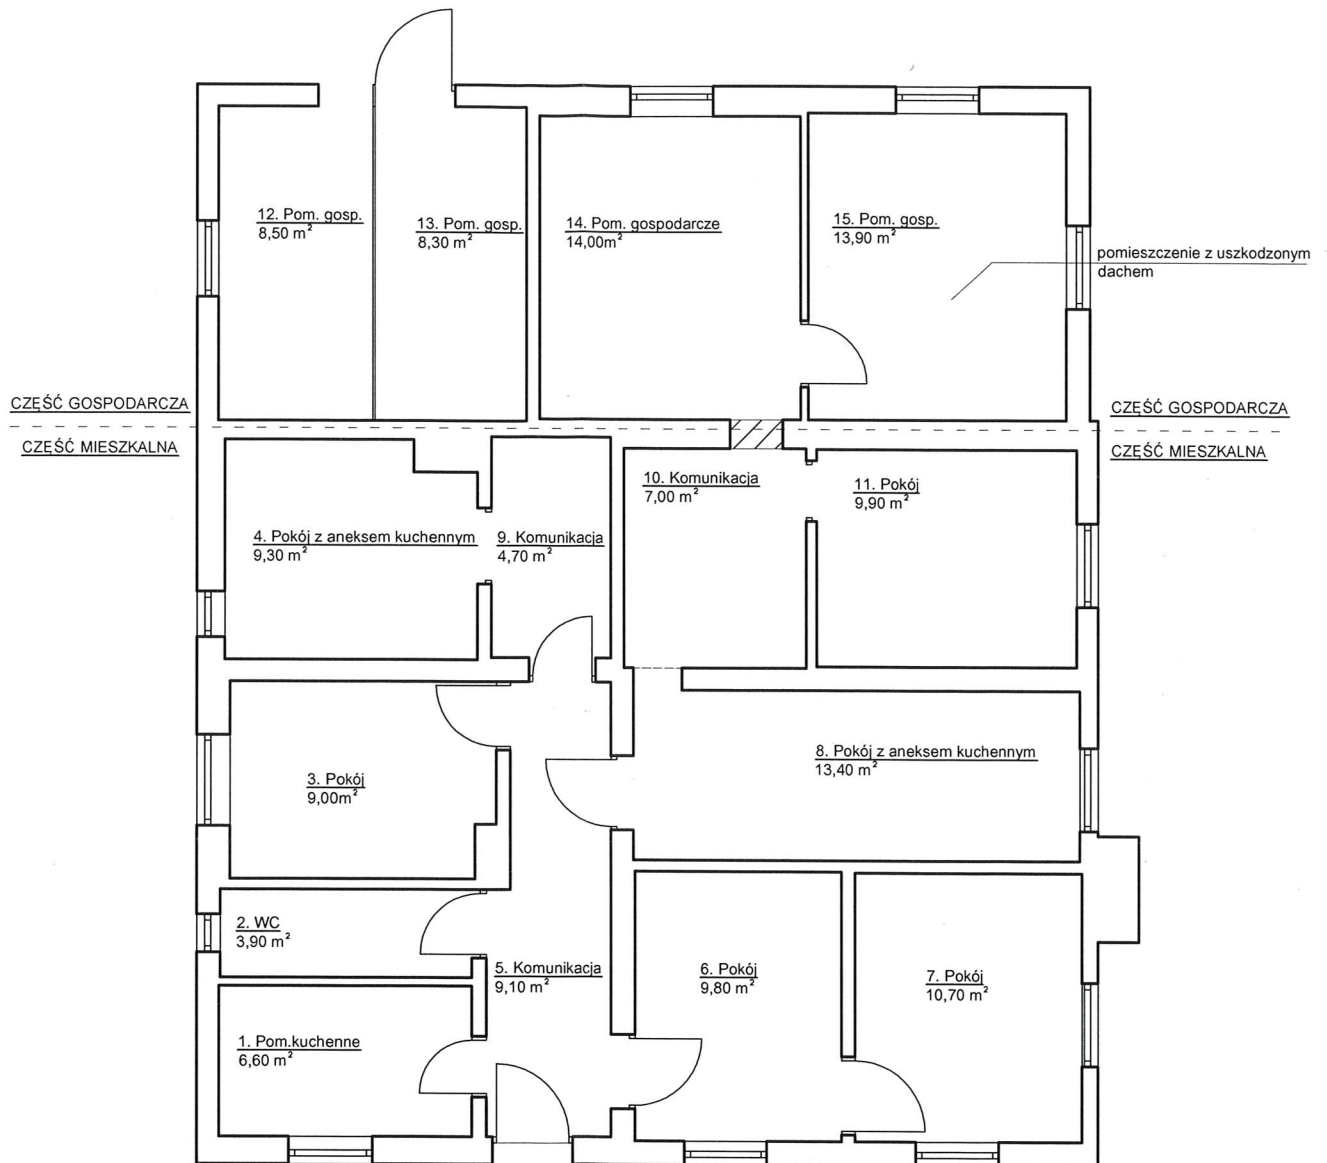 12. Pom. gosp.
8,50 m²
13. Pom. gosp.
8,30 m²
14. Pom. gospodarcze
14,00m²
15. Pom. gosp.
13,90 m²
pomieszczenie z uszkodzonym
dachem
CZĘŚĆ GOSPODARCZA
CZĘŚĆ MIESZKALNA
CZĘŚĆ GOSPODARCZA
CZĘŚĆ MIESZKALNA
4. Pokój z aneksem kuchennym
9,30 m²
9. Komunikacja
4,70 m²
10. Komunikacja
7,00 m²
11. Pokój
9,90 m²
3. Pokój
9,00m²
8. Pokój z aneksem kuchennym
13,40 m²
2. WC
3,90 m²
5. Komunikacja
9,10 m²
6. Pokój
9,80 m²
7. Pokój
10,70 m²
1. Pom.kuchenne
6,60 m²